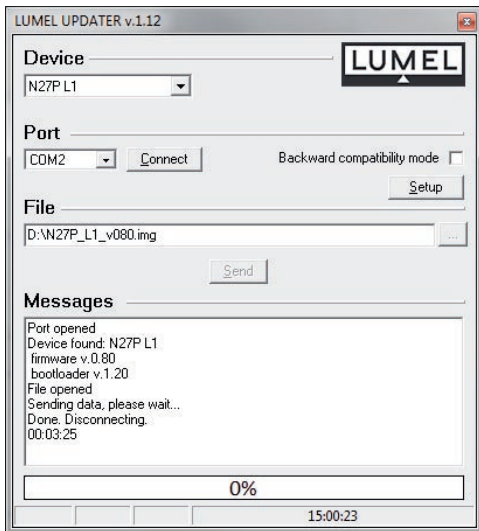 LUMEL UPDATER v.1.12
Device
LUMEL
N27P L1
Port
COM2
Connect
Backward compatibility mode
Setup
File
D:\N27P_L1_v080.img
...
Send
Messages
Port opened
Device found: N27P L1
firmware v.0.80
bootloader v.1.20
File opened
Sending data, please wait...
Done. Disconnecting.
00:03:25
0%
15:00:23